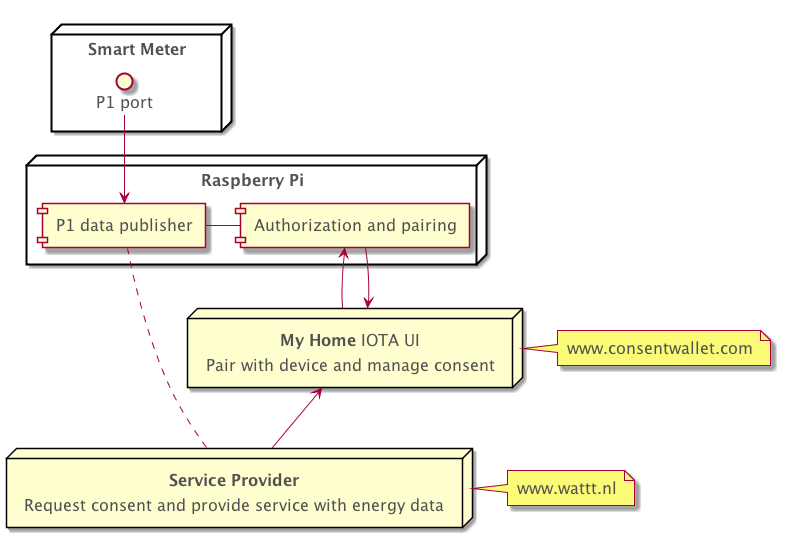 Smart Meter
P1 port
Raspberry Pi
P1 data publisher
Authorization and pairing
My Home IOTA UI
Pair with device and manage consent
www.consentwallet.com
Service Provider
Request consent and provide service with energy data
www.wattt.nl